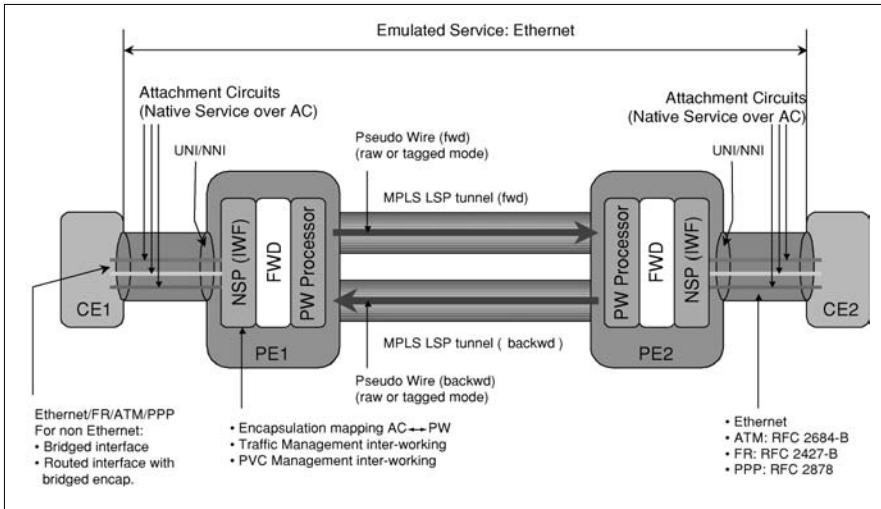 Emulated Service: Ethernet
Attachment Circuits
(Native Service over AC)
Attachment Circuits
(Native Service over AC)
UNI/NNI
Pseudo Wire (fwd)
(raw or tagged mode)
UNI/NNI
MPLS LSP tunnel (fwd)
CE1
NSP (IWF)
FWD
PW Processor
PE1
PW Processor
FWD
NSP (IWF)
PE2
CE2
MPLS LSP tunnel ( backwd )
Pseudo Wire (backwd)
(raw or tagged mode)
Ethernet/FR/ATM/PPP
For non Ethernet:
• Bridged interface
• Routed interface with
bridged encap.
• Encapsulation mapping AC↔PW
• Traffic Management inter-working
• PVC Management inter-working
• Ethernet
• ATM: RFC 2684-B
• FR: RFC 2427-B
• PPP: RFC 2878